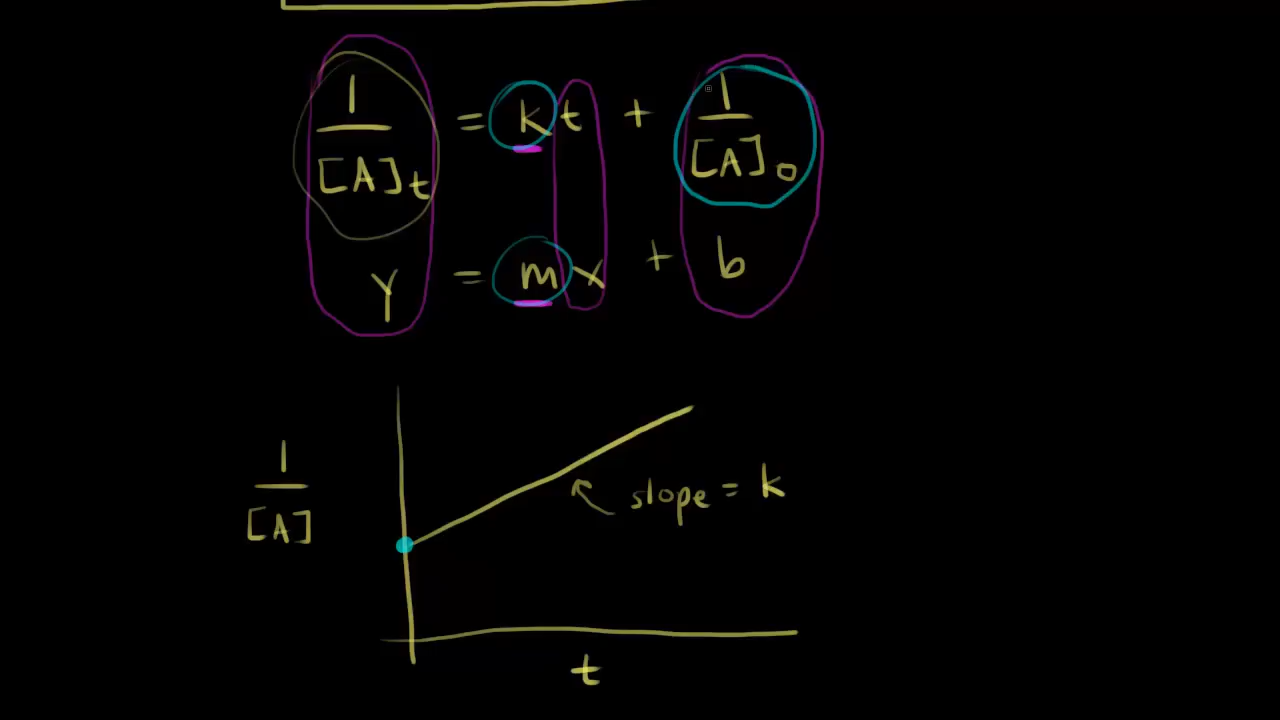 1/[A]t = kt + 1/[A]0
Y = mx + b
1/[A]
slope = k
t